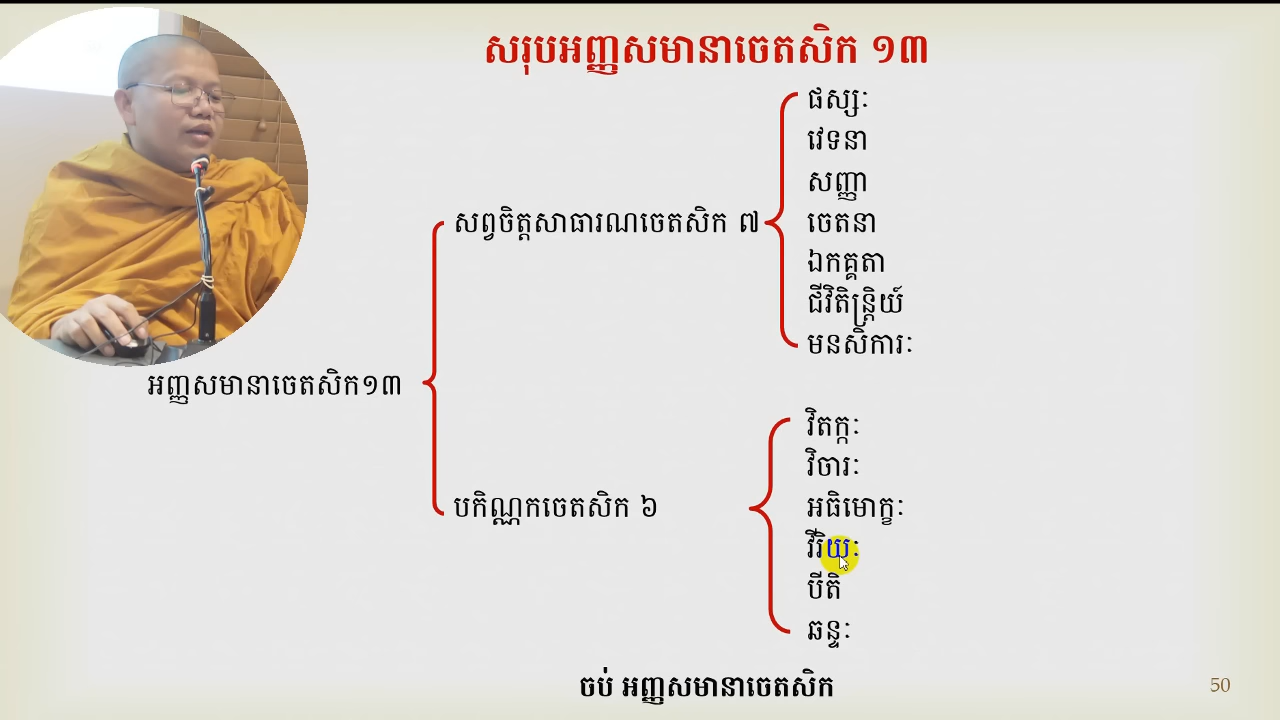 សរុបអញ្ញសមានាចេតសិក ១៣
ផស្សៈ
វេទនា
សញ្ញា
សព្វចិត្តសាធារណចេតសិក ៧
ចេតនា
ឯកគ្គតា
ជីវិតិន្ទ្រិយ៍
មនសិការៈ
អញ្ញសមានាចេតសិក១៣
វិតក្កៈ
វិចារៈ
បកិណ្ណកចេតសិក ៦
អធិមោក្ខៈ
វីរិយៈ
បីតិ
ឆន្ទៈ
ចប់ អញ្ញសមានាចេតសិក
50